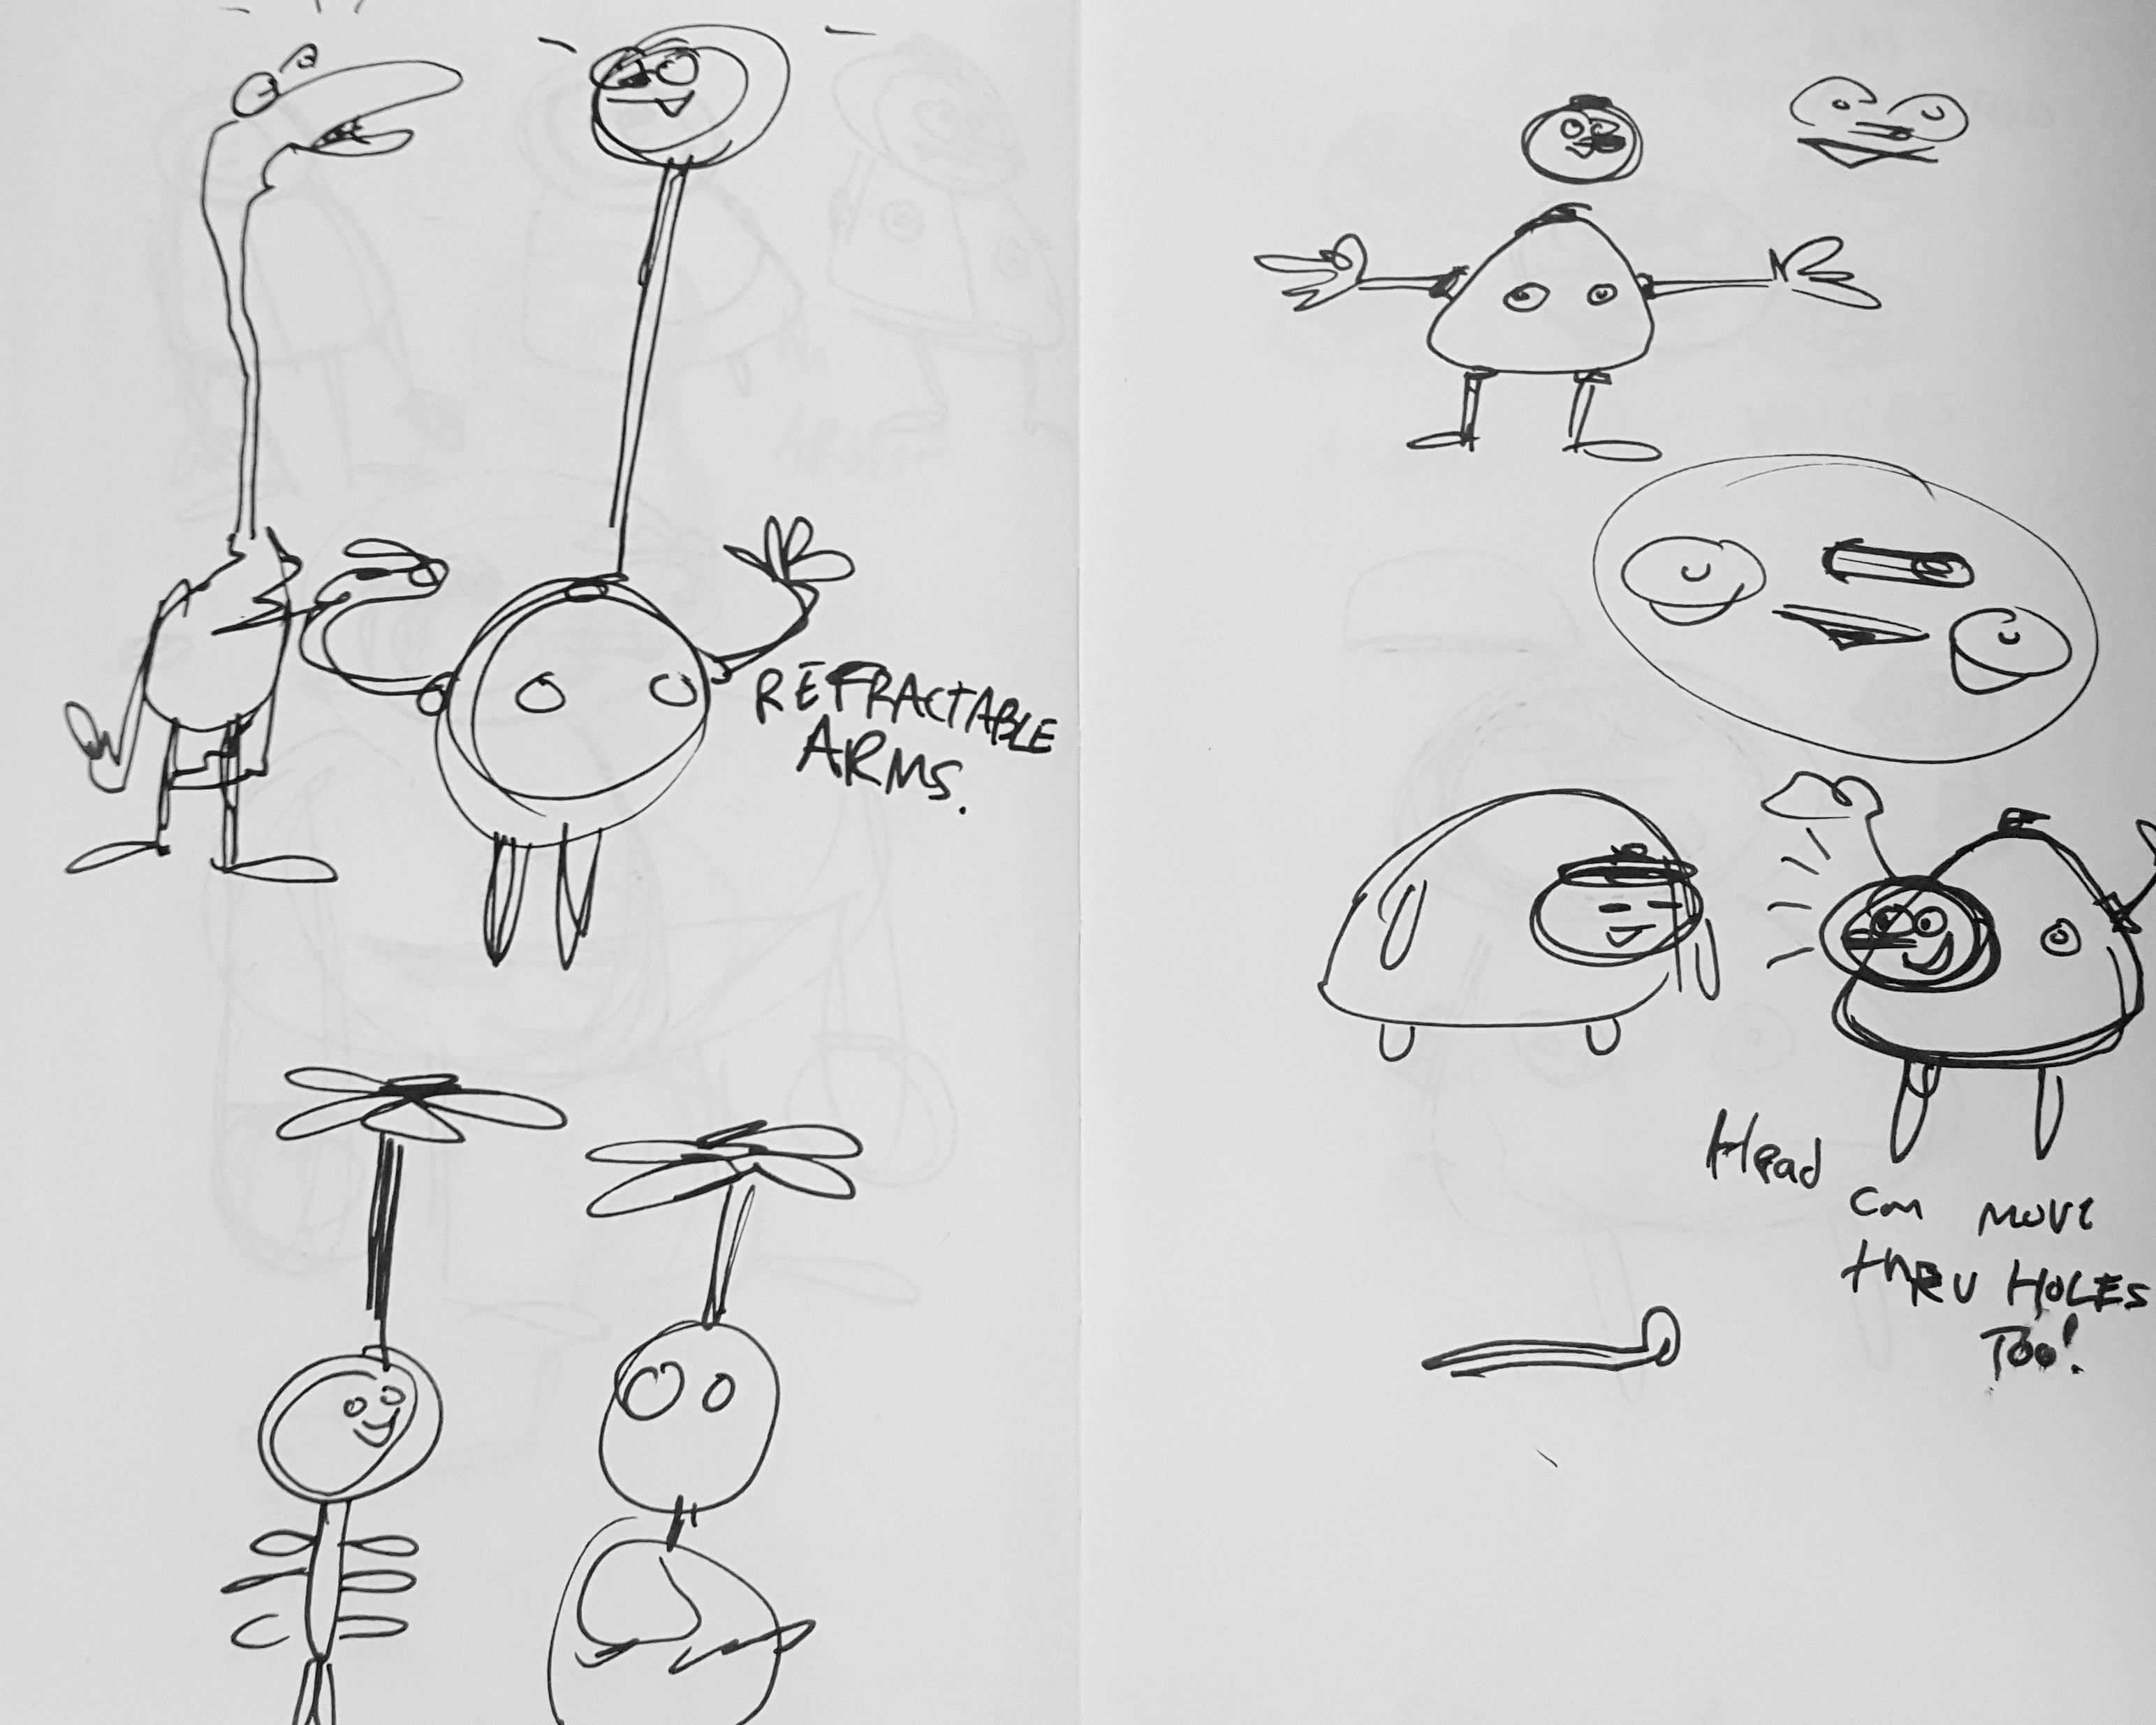 REFRACTABLE
ARMS.
Head
can move
thru HOLES
Too!